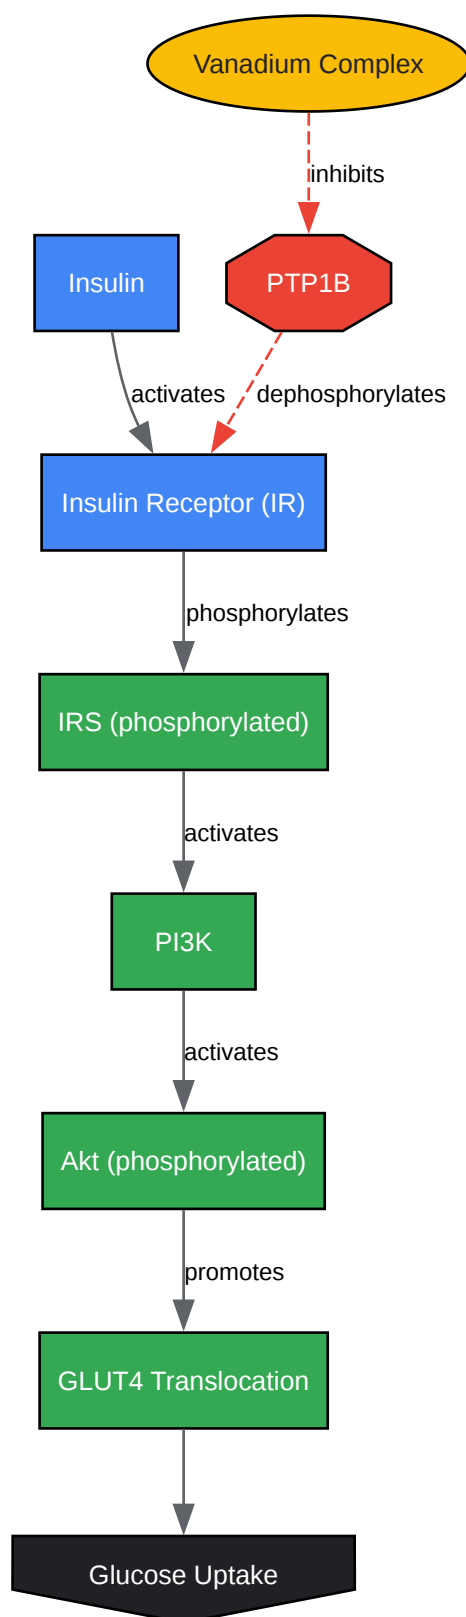 Vanadium Complex
inhibits
Insulin
PTP1B
activates
dephosphorylates
Insulin Receptor (IR)
phosphorylates
IRS (phosphorylated)
activates
PI3K
activates
Akt (phosphorylated)
promotes
GLUT4 Translocation
Glucose Uptake